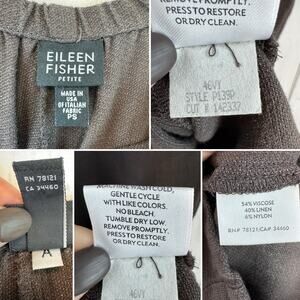 EILEEN
FISHER
PETITE
MADE IN
USA
OF ITALIAN
FABRIC
PS
REMOVE PROMPTLY.
PRESS TO RESTORE
OR DRY CLEAN.
46VY
STYLE P139P
CUT # 142332
RN 78121
CA 34460
A
MACHINE WASH COLD,
GENTLE CYCLE
WITH LIKE COLORS.
NO BLEACH.
TUMBLE DRY LOW.
REMOVE PROMPTLY.
PRESS TO RESTORE
OR DRY CLEAN.
46VY
54% VISCOSE
40% LINEN
6% NYLON
RN# 78121/CA# 34460